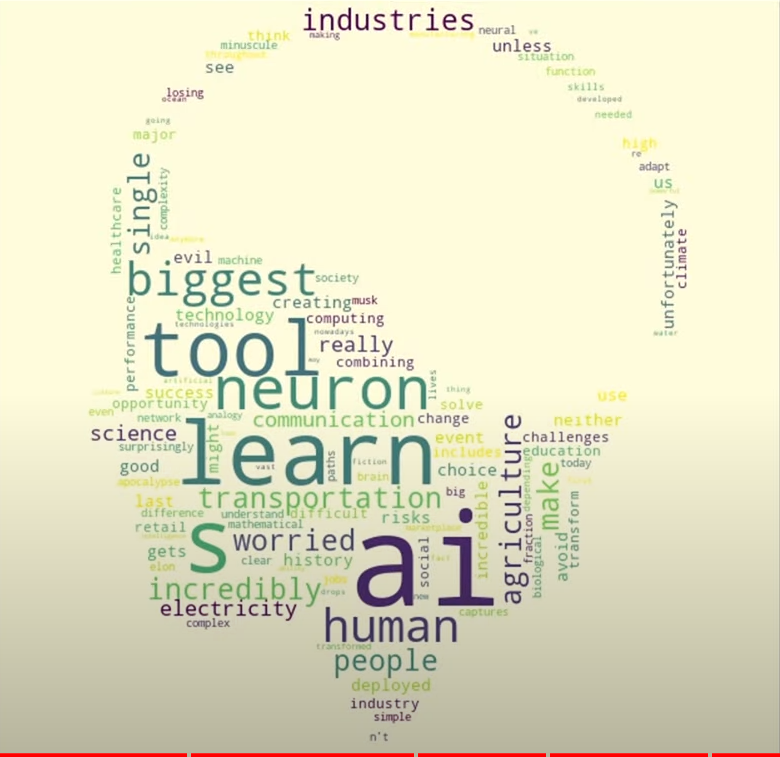 industries
neural
think
making
unless
minuscule
situation
see
function
skills
losing
ocean
developed
needed
going
major
high
re
adapt
us
single
complexity
healthcare
unfortunately
climate
idea
evil
machine
biggest
society
creating
musk
technology
computing
technologies
nowadays
water
performance
tool
really
combining
way
artificial
neuron
lives
thing
success
opportunity
solve
use
even
network
analogy
communication
change
neither
science
learn
event
challenges
surprisingly
might
includes
education
good
vast
paths
fiction
choice
today
apocalypse
brain
agriculture
depending
make
last
transportation
big
difference
understand
difficult
risks
incredible
transform
retail
mathematical
marketplace
fraction
s
worried
ai
social
fact
avoid
biological
gets
clear
history
elon
jobs
incredibly
drops
new
electricity
captures
complex
human
transformed
people
deployed
industry
simple
n't